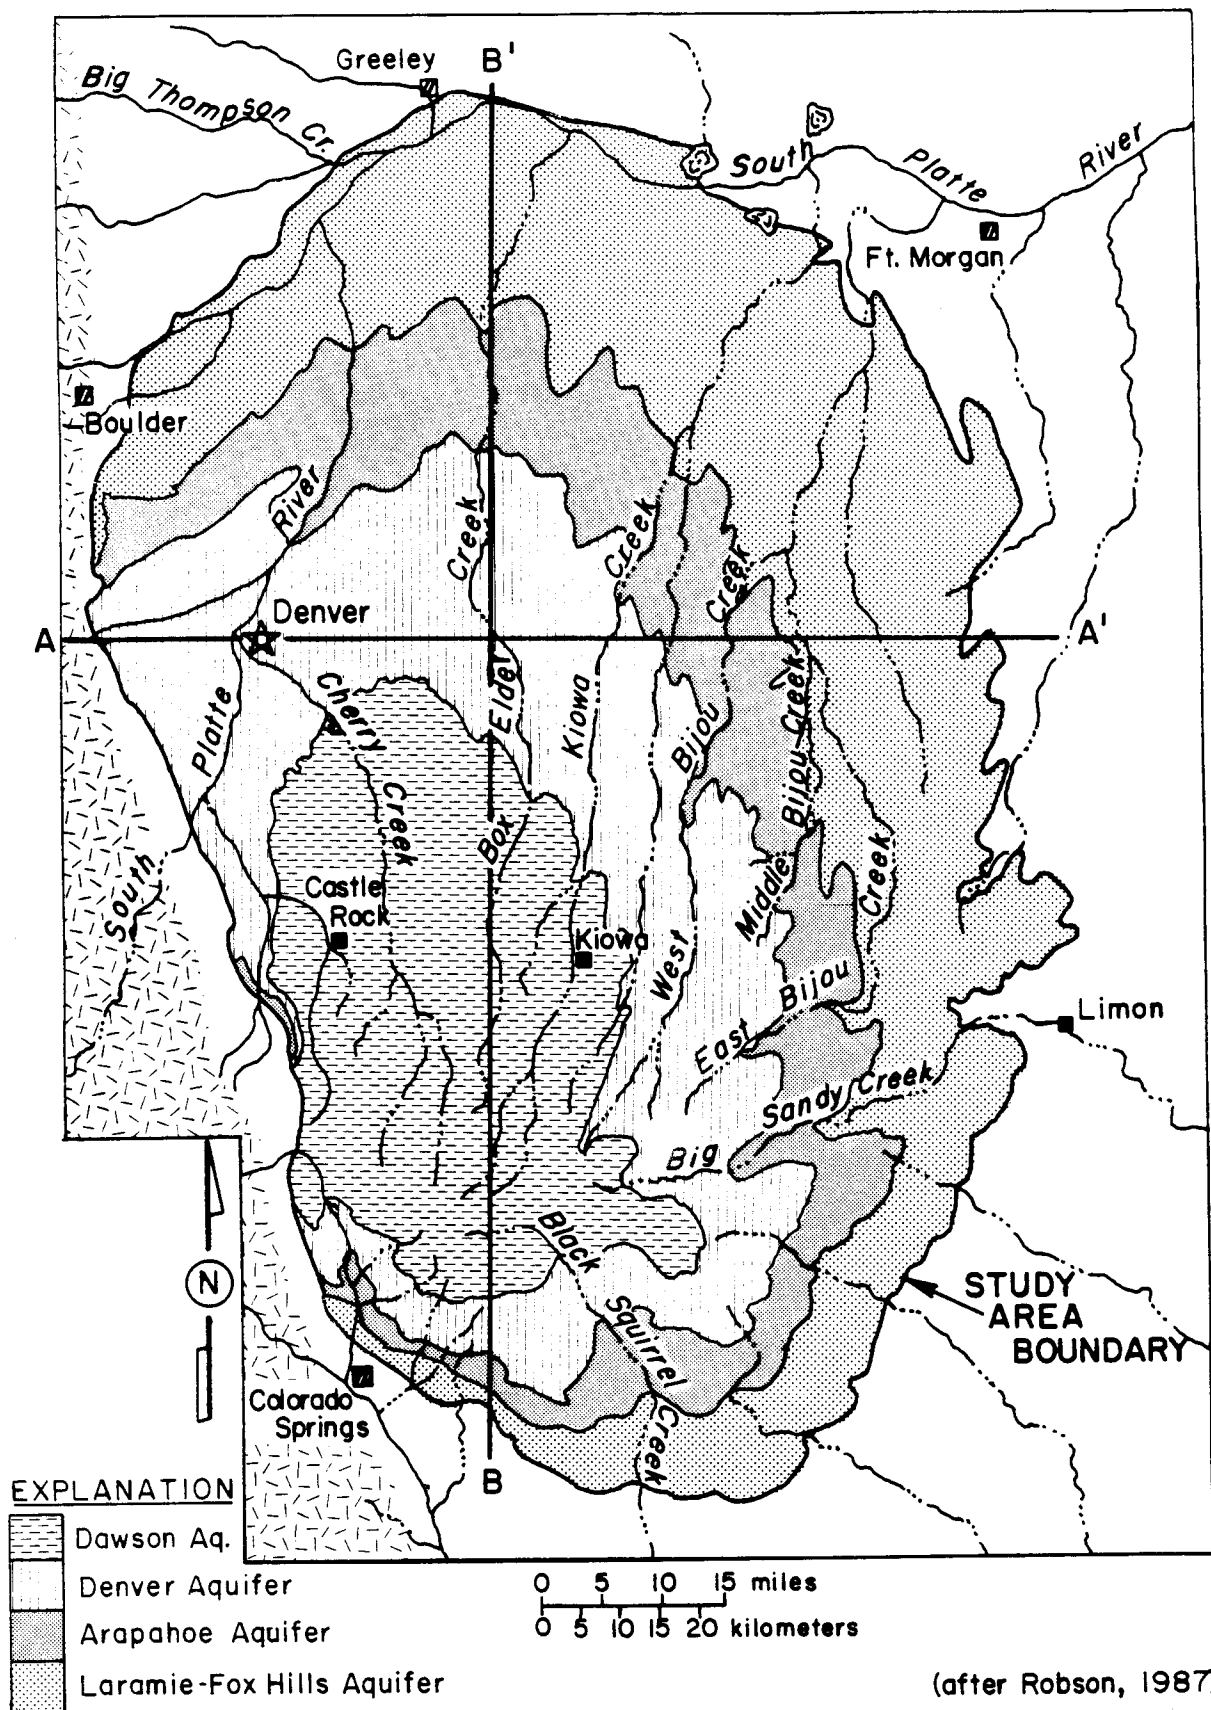 Greeley
B'
Big Thompson Cr.
South Platte River
Ft. Morgan
Boulder
River
Creek
Creek
Creek
Denver
A
A'
Cherry
Creek
Platte
Elder
Box
Kiowa
Bijou
Bijou Creek
Middle
Creek
South
Castle
Rock
Kiowa
West
Bijou
East
Limon
Sandy Creek
Big
Black
Squirrel
Creek
N
STUDY
AREA
BOUNDARY
Colorado
Springs
B
EXPLANATION
Dawson Aq.
Denver Aquifer
Arapahoe Aquifer
Laramie-Fox Hills Aquifer
0 5 10 15 miles
0 5 10 15 20 kilometers
(after Robson, 1987)